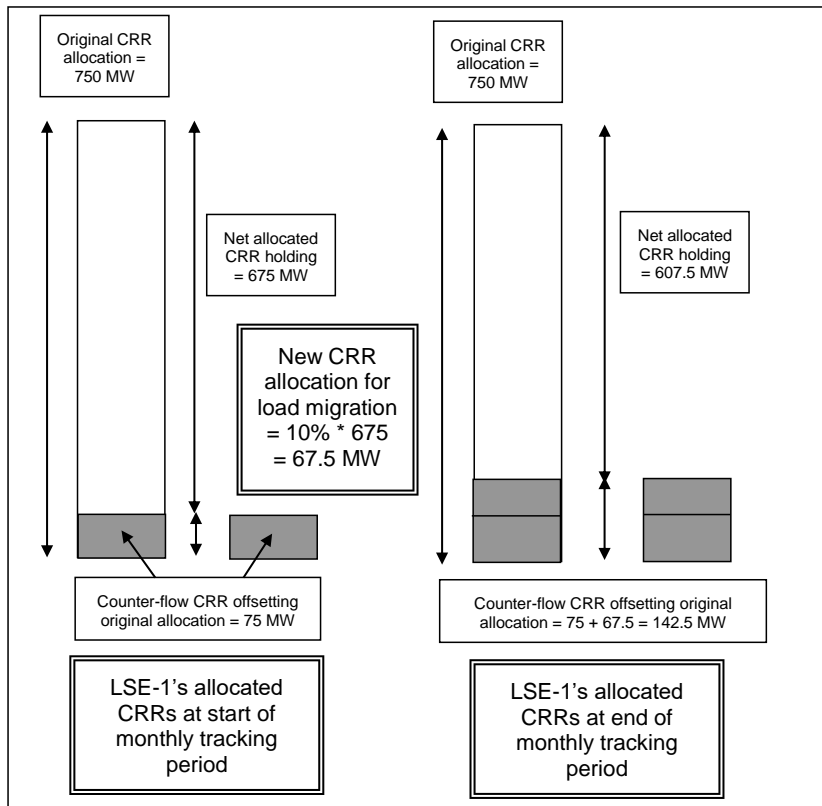 Original CRR
allocation =
750 MW
Net allocated
CRR holding
= 675 MW
New CRR
allocation for
load migration
= 10% * 675
= 67.5 MW
Counter-flow CRR offsetting
original allocation = 75 MW
LSE-1’s allocated
CRRs at start of
monthly tracking
period
Original CRR
allocation =
750 MW
Net allocated
CRR holding
= 607.5 MW
Counter-flow CRR offsetting original
allocation = 75 + 67.5 = 142.5 MW
LSE-1’s allocated
CRRs at end of
monthly tracking
period